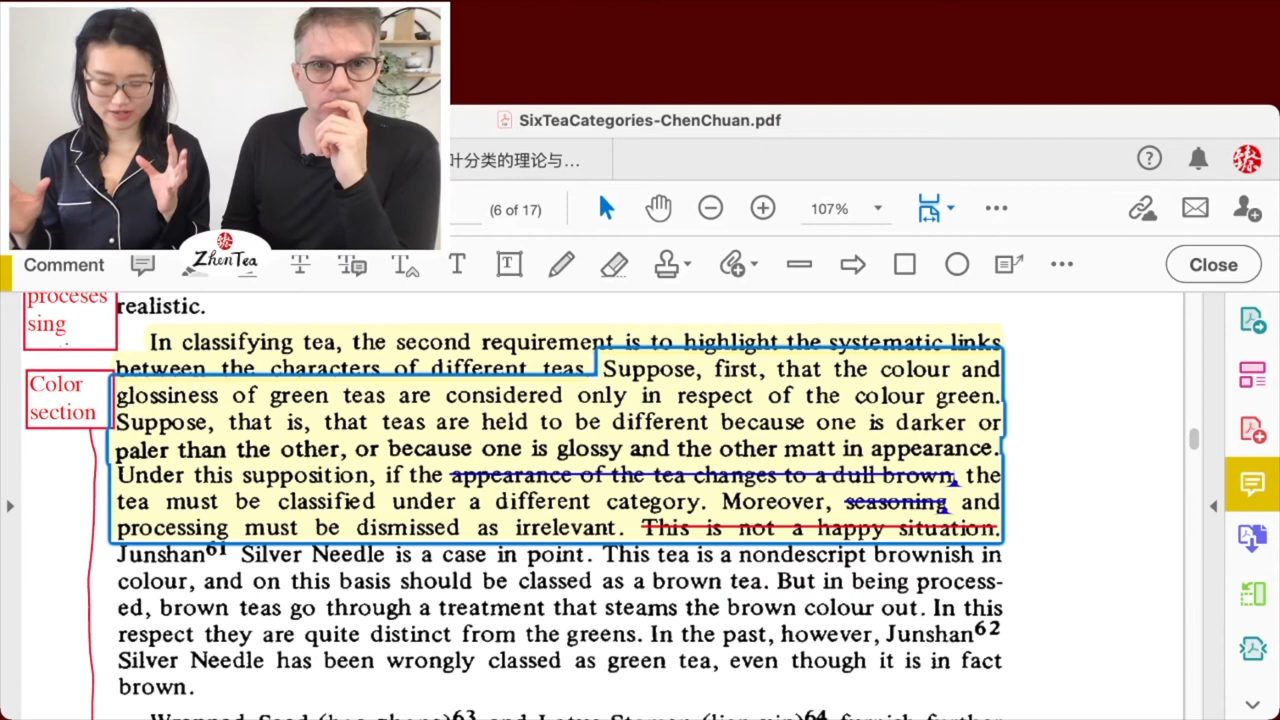 SixTeaCategories-ChenChuan.pdf
叶分类的理论与...
(6 of 17)
107%
ZhenTea
Comment
Close
proceses
sing
realistic.
In classifying tea, the second requirement is to highlight the systematic links
between the characters of different teas. Suppose, first, that the colour and
Color
section
glossiness of green teas are considered only in respect of the colour green.
Suppose, that is, that teas are held to be different because one is darker or
paler than the other, or because one is glossy and the other matt in appearance.
Under this supposition, if the appearance of the tea changes to a dull brown, the
tea must be classified under a different category. Moreover, seasoning and
processing must be dismissed as irrelevant. This is not a happy situation.
Junshan61 Silver Needle is a case in point. This tea is a nondescript brownish in
colour, and on this basis should be classed as a brown tea. But in being process-
ed, brown teas go through a treatment that steams the brown colour out. In this
respect they are quite distinct from the greens. In the past, however, Junshan62
Silver Needle has been wrongly classed as green tea, even though it is in fact
brown.